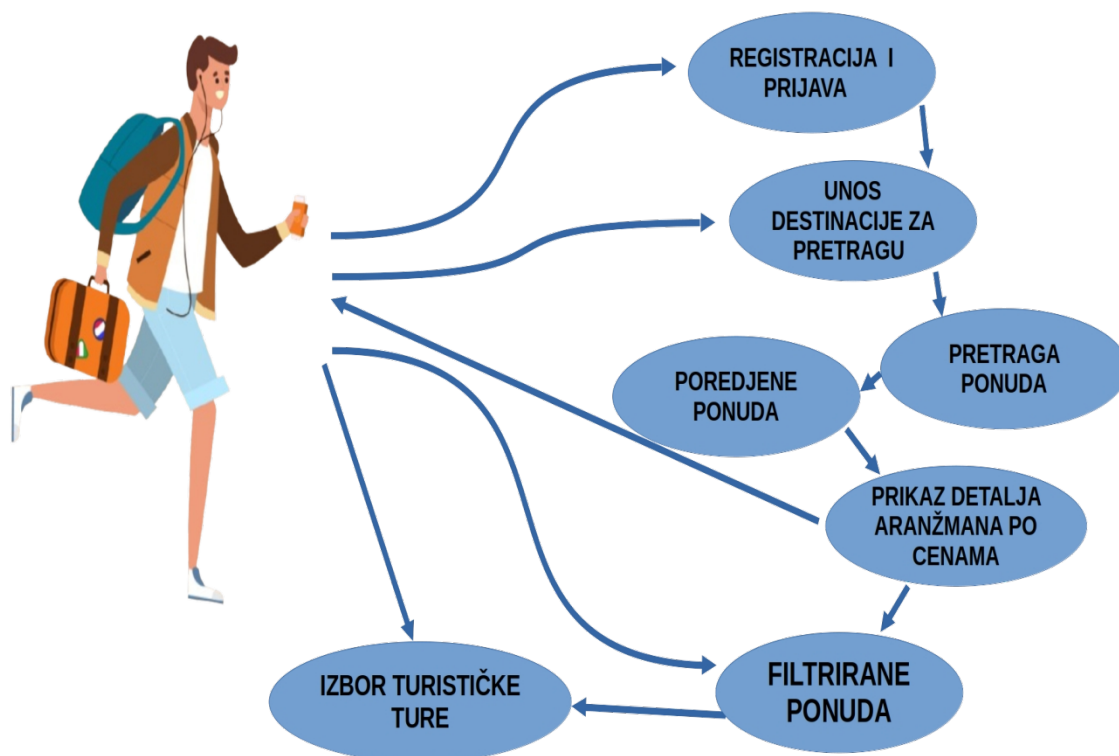 REGISTRACIJA I
PRIJAVA
UNOS
DESTINACIJE ZA
PRETRAGU
PRETRAGA
PONUDA
POREDJENE
PONUDA
PRIKAZ DETALJA
ARANŽMANA PO
CENAMA
FILTRIRANE
PONUDA
IZBOR TURISTIČKE
TURE